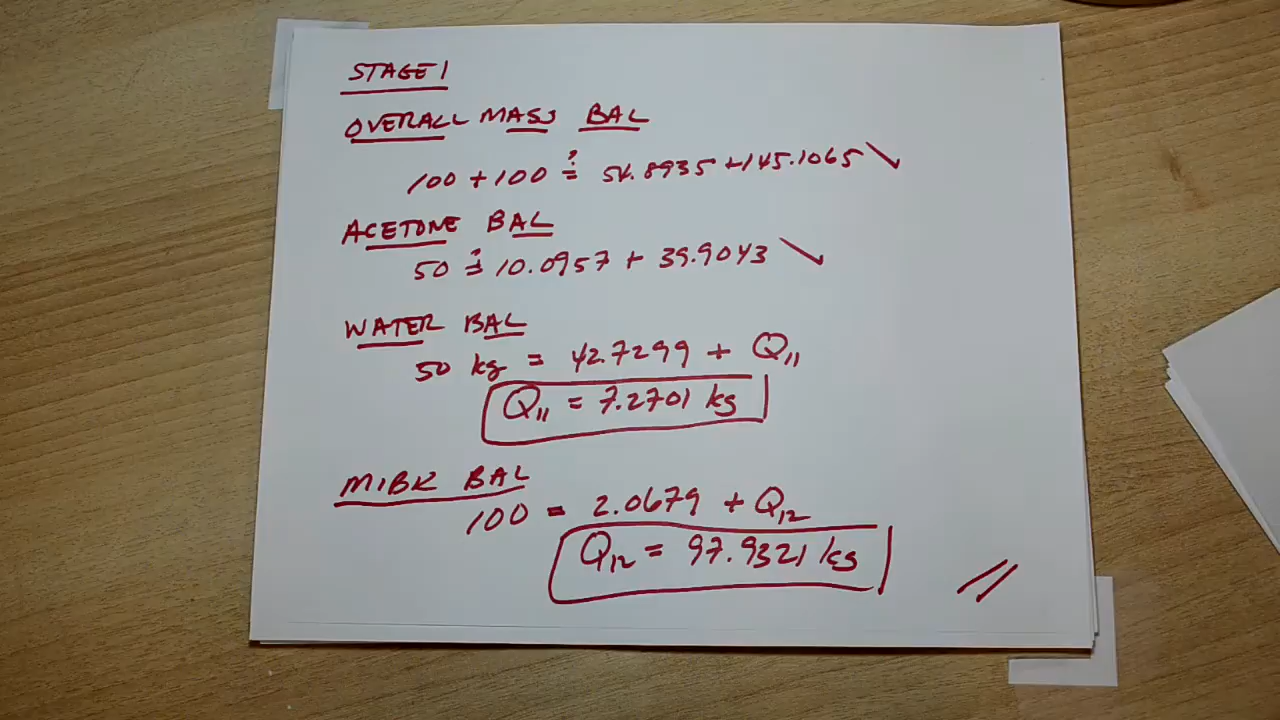 STAGE 1
OVERALL MASS BAL
100 + 100 ≟ 54.8935 + 145.1065 \
ACETONE BAL
50 ≟ 10.0957 + 39.9043 \
WATER BAL
50 kg = 42.7299 + Q₁₁
Q₁₁ = 7.2701 kg
MIBK BAL
100 = 2.0679 + Q₁₂
Q₁₂ = 97.9321 kg
//